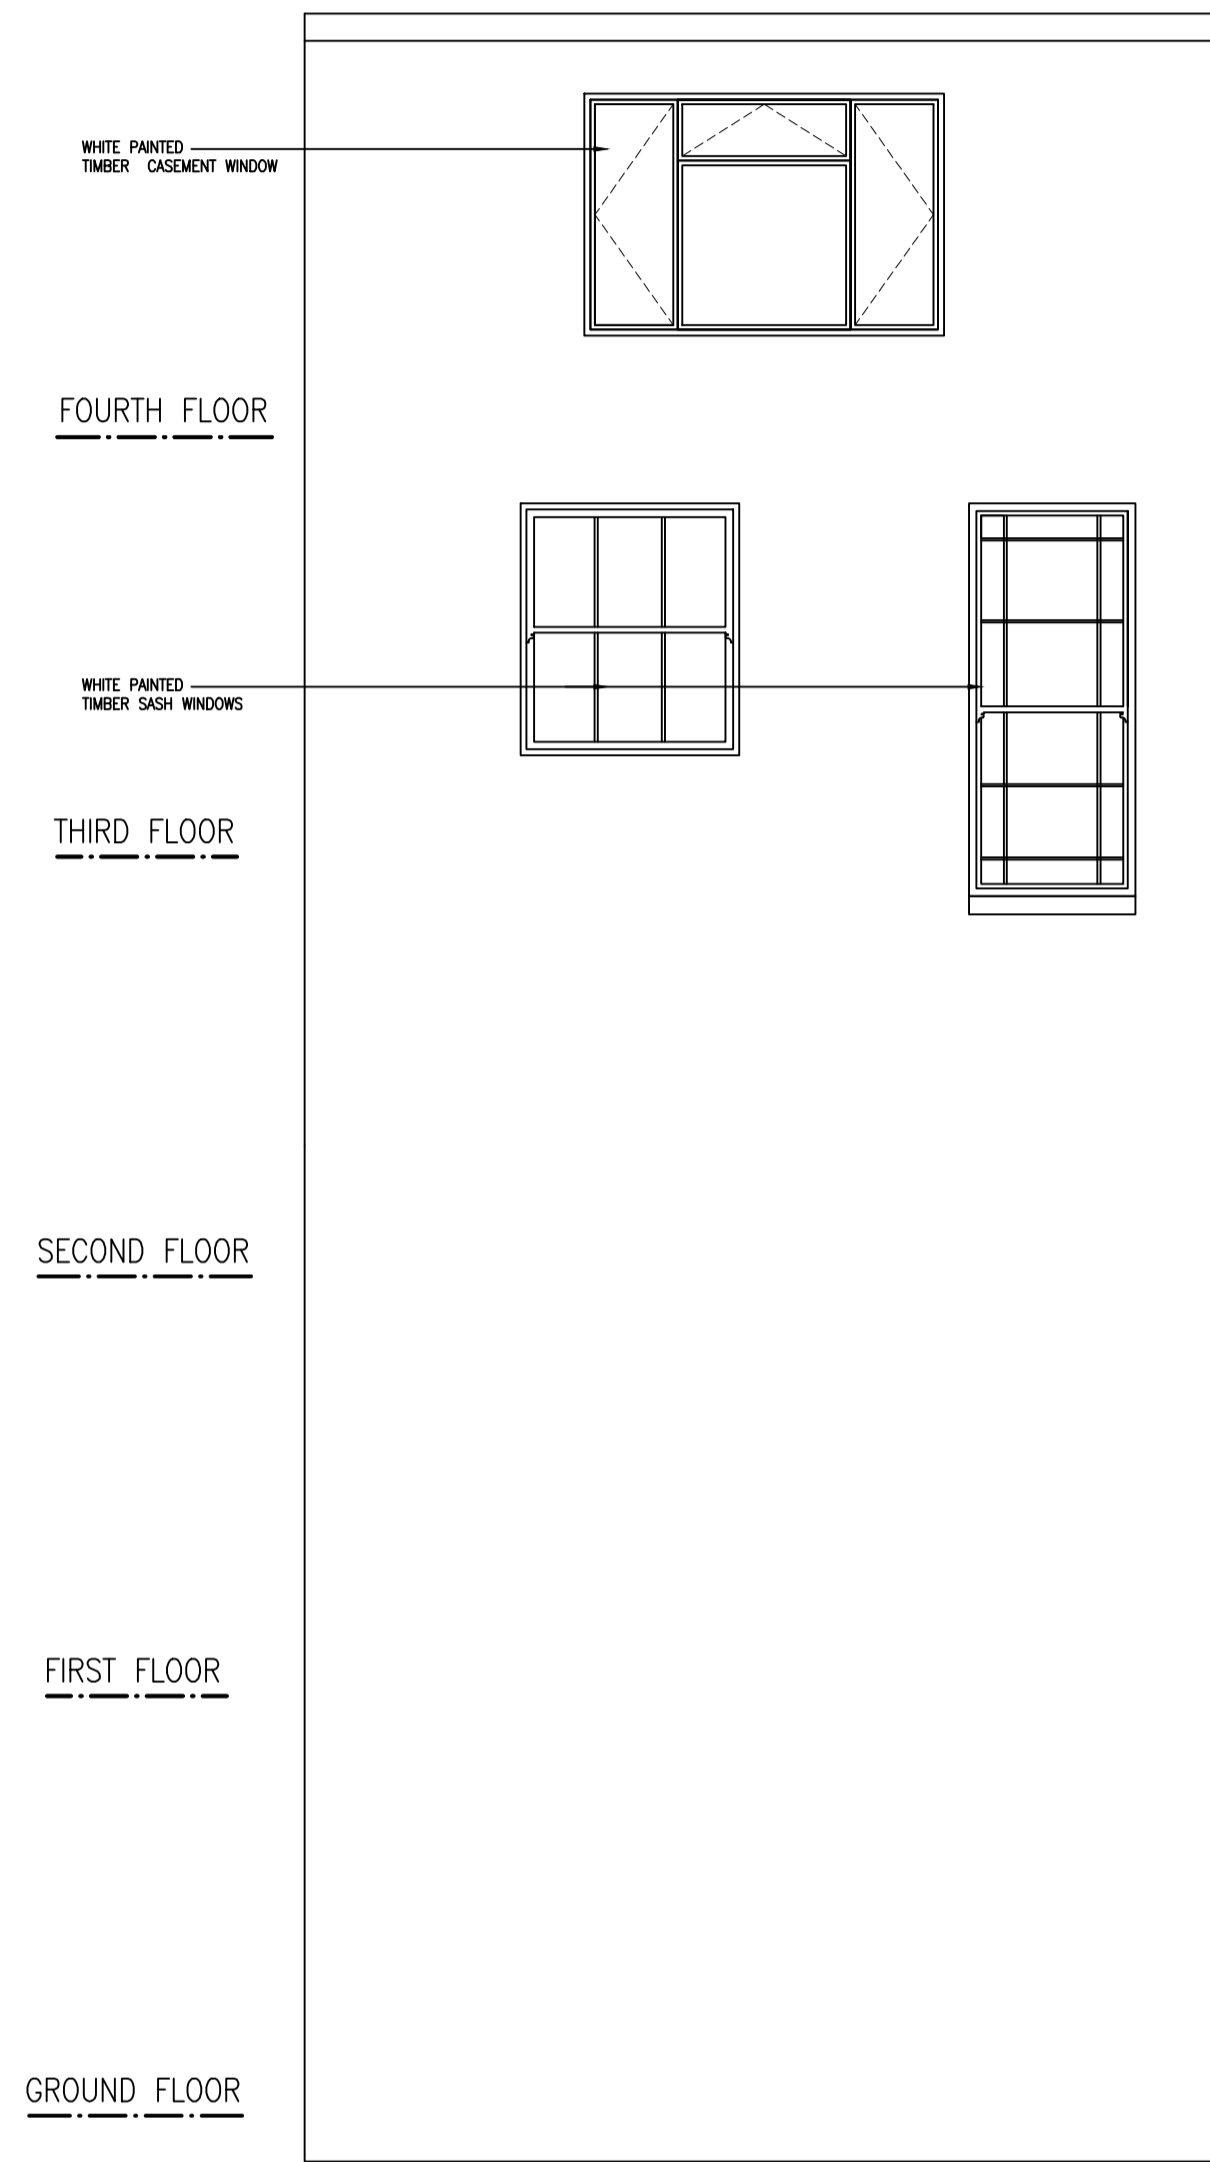 WHITE PAINTED
TIMBER CASEMENT WINDOW
FOURTH FLOOR
WHITE PAINTED
TIMBER SASH WINDOWS
THIRD FLOOR
SECOND FLOOR
FIRST FLOOR
GROUND FLOOR